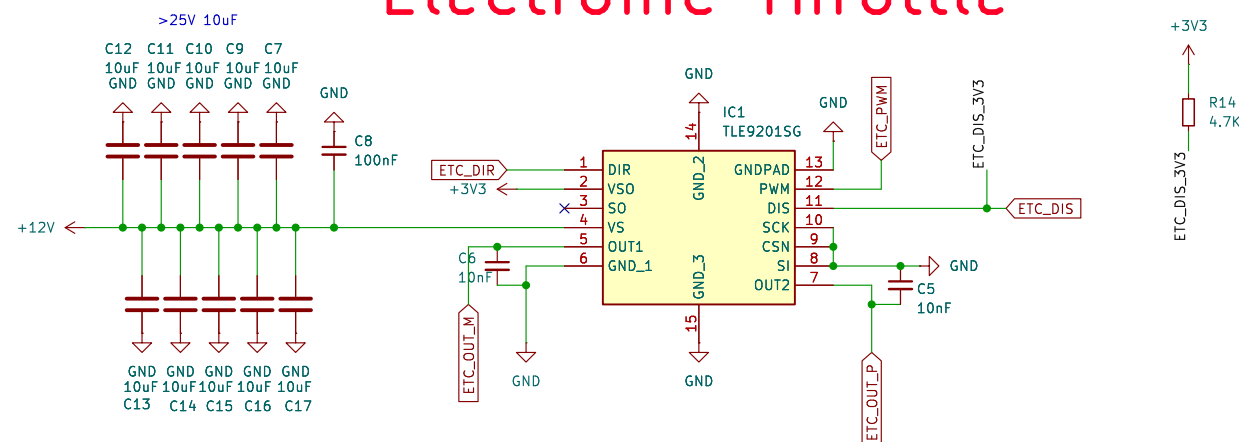 Electronic Throttle
>25V 10uF
C12 C11 C10 C9 C7
10uF 10uF 10uF 10uF 10uF
GND GND GND GND GND
GND
C8
100nF
+12V
GND GND GND GND GND
10uF 10uF 10uF 10uF 10uF
C13 C14 C15 C16 C17
ETC_DIR
+3V3
C6
10nF
ETC_OUT_M
GND
GND
14
GND_2
IC1
TLE9201SG
1 DIR
2 VSO
3 SO
4 VS
5 OUT1
6 GND_1
GNDPAD 13
PWM 12
DIS 11
SCK 10
CSN 9
SI 8
OUT2 7
GND_3
15
GND
GND
ETC_PWM
ETC_DIS_3V3
ETC_DIS
GND
C5
10nF
ETC_OUT_P
+3V3
R14
4.7K
ETC_DIS_3V3